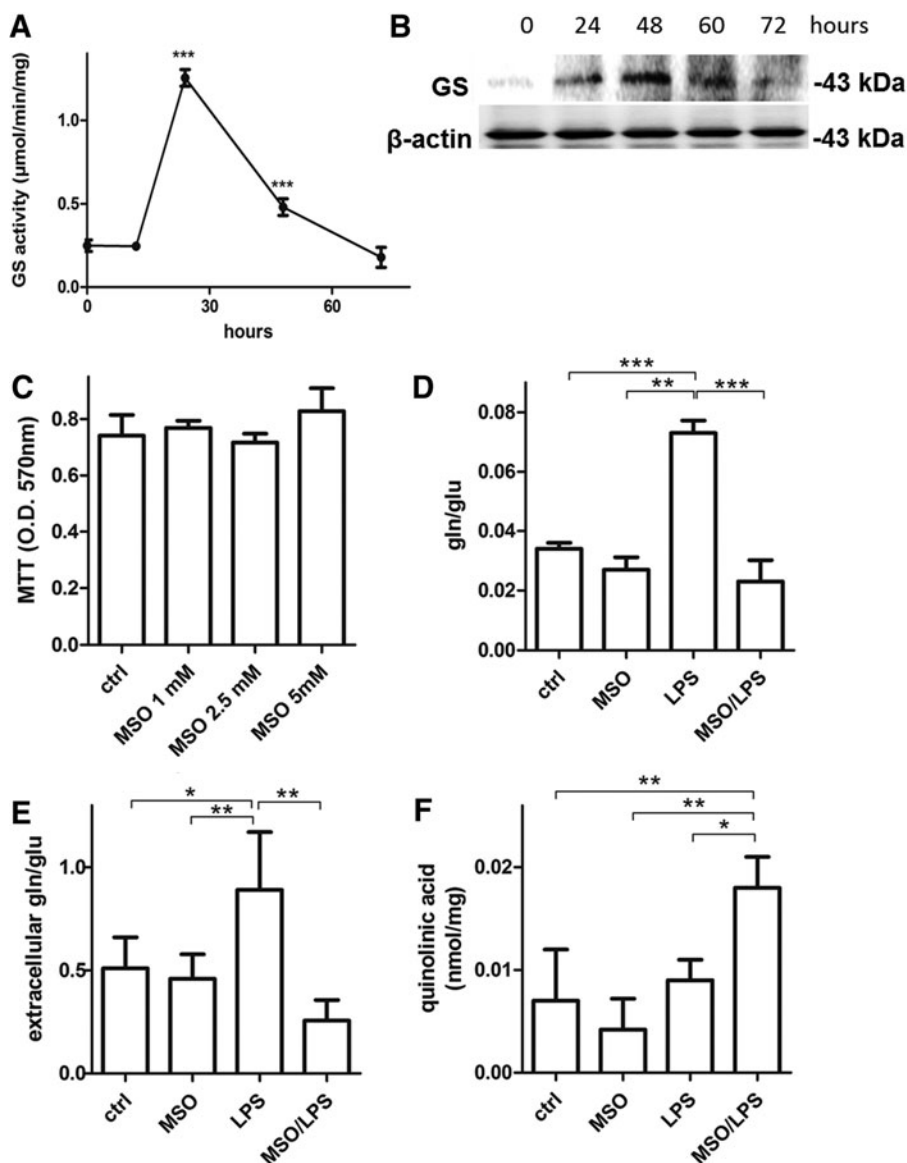 A
GS activity (µmol/min/mg)
1.0
0.5
0.0
***
***
0 30 60
hours
B
0 24 48 60 72 hours
GS -43 kDa
β-actin -43 kDa
C
MTT (O.D. 570nm)
0.8
0.6
0.4
0.2
0.0
ctrl
MSO 1 mM
MSO 2.5 mM
MSO 5mM
D
*** 
** ***
gln/glu
0.08
0.06
0.04
0.02
0.00
ctrl
MSO
LPS
MSO/LPS
E
* **
**
extracellular gln/glu
1.0
0.5
0.0
ctrl
MSO
LPS
MSO/LPS
F
**
**
*
quinolinic acid
(nmol/mg)
0.02
0.01
0.00
ctrl
MSO
LPS
MSO/LPS